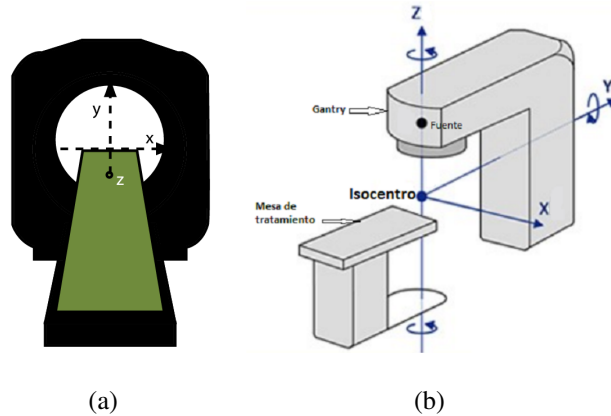 y
x
z
Z
Gantry
Fuente
Y
Isocentro
Mesa de
tratamiento
X
(a)
(b)